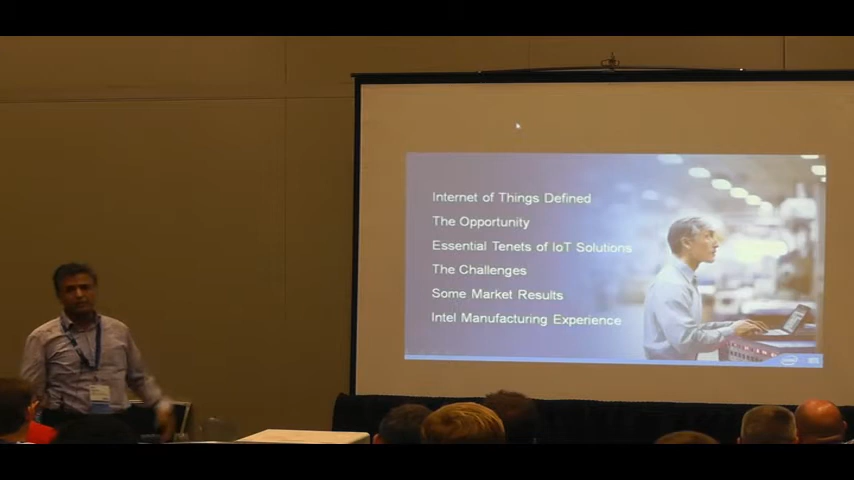 Internet of Things Defined
The Opportunity
Essential Tenets of IoT Solutions
The Challenges
Some Market Results
Intel Manufacturing Experience